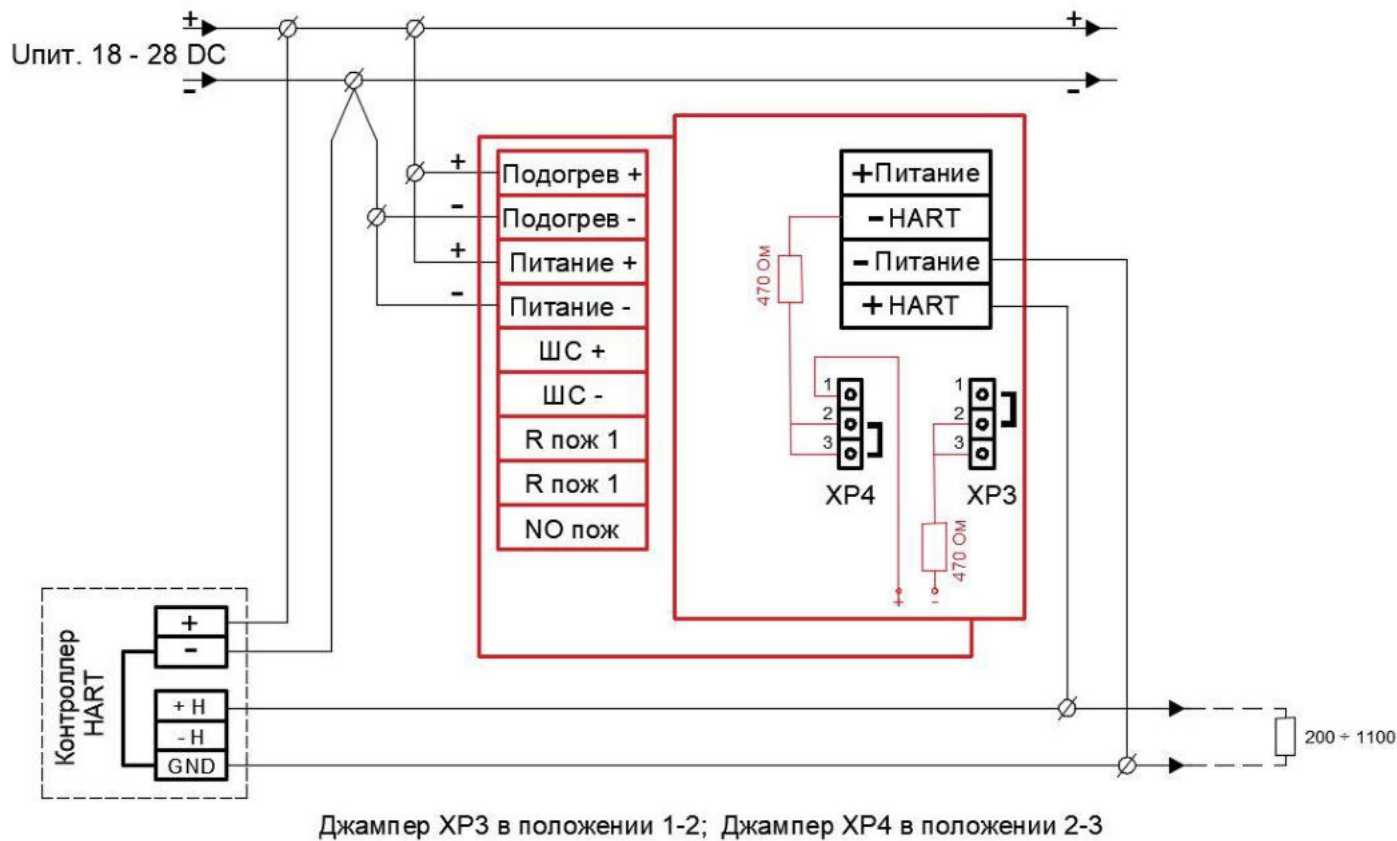 + +
Uпит. 18 - 28 DC
- -
+ Подогрев +
- Подогрев -
+ Питание +
- Питание -
ШС +
ШС -
R пож 1
R пож 1
NO пож
+Питание
-HART
- Питание
+ HART
470 Ом
1
2
3
XP4
1
2
3
XP3
470 Ом
+ -
Контроллер
HART
+
-
+ H
- H
GND
200 ÷ 1100
Джампер XP3 в положении 1-2; Джампер XP4 в положении 2-3